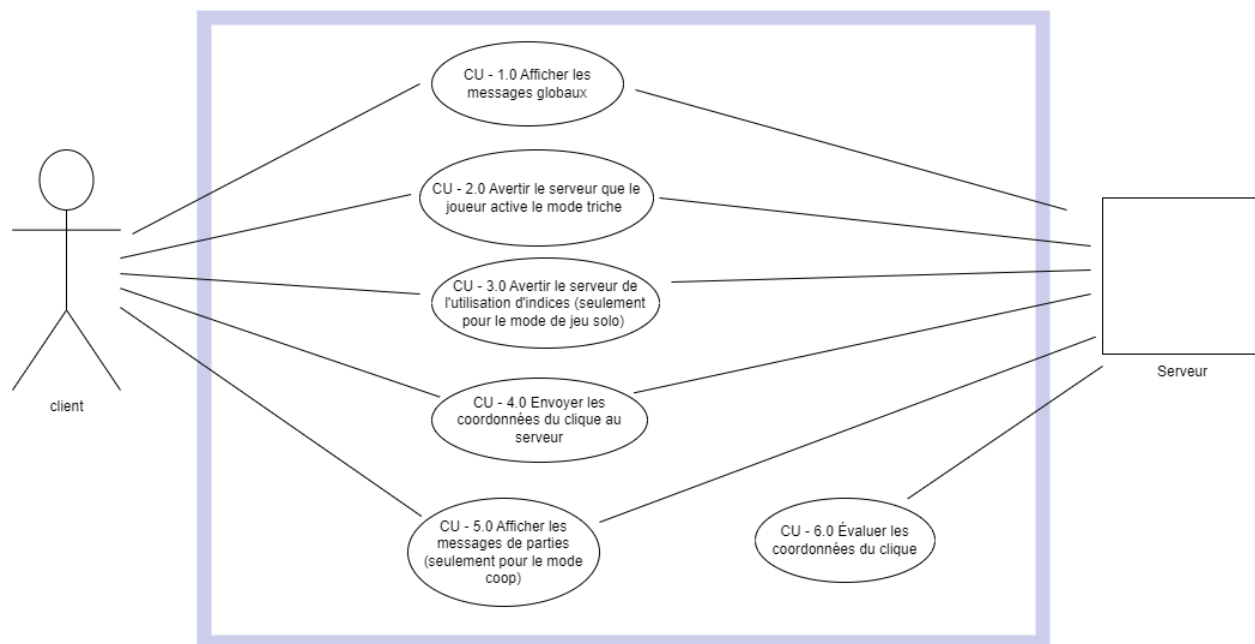 CU - 1.0 Afficher les
messages globaux
CU - 2.0 Avertir le serveur que le
joueur active le mode triche
CU - 3.0 Avertir le serveur de
l'utilisation d'indices (seulement
pour le mode de jeu solo)
Serveur
client
CU - 4.0 Envoyer les
coordonnées du clique au
serveur
CU - 5.0 Afficher les
messages de parties
(seulement pour le mode
coop)
CU - 6.0 Évaluer les
coordonnées du clique